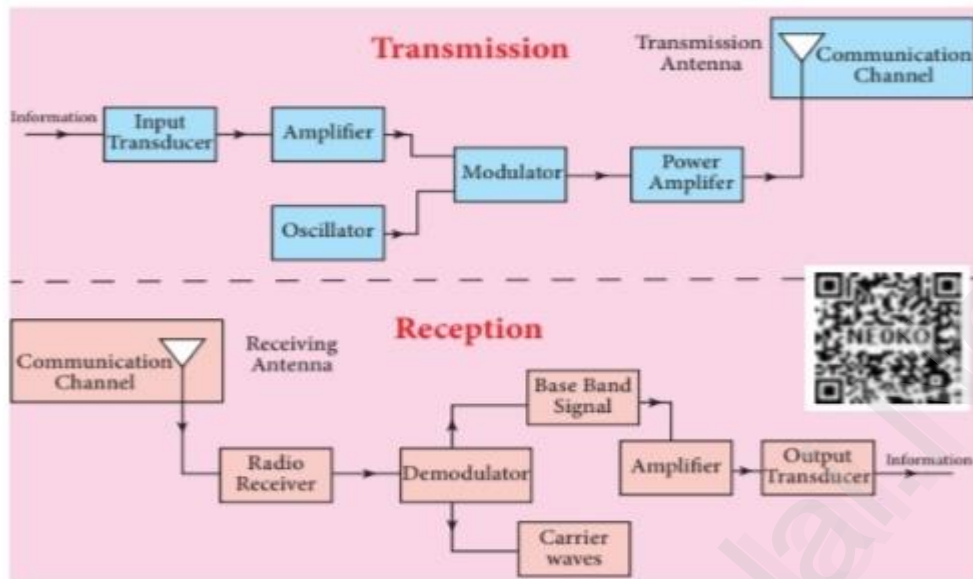 Transmission
Transmission
Antenna
Communication
Channel
Information
Input
Transducer
Amplifier
Modulator
Power
Amplifer
Oscillator
Reception
NEOKO
Communication
Channel
Receiving
Antenna
Base Band
Signal
Radio
Receiver
Demodulator
Amplifier
Output
Transducer
Information
Carrier
waves